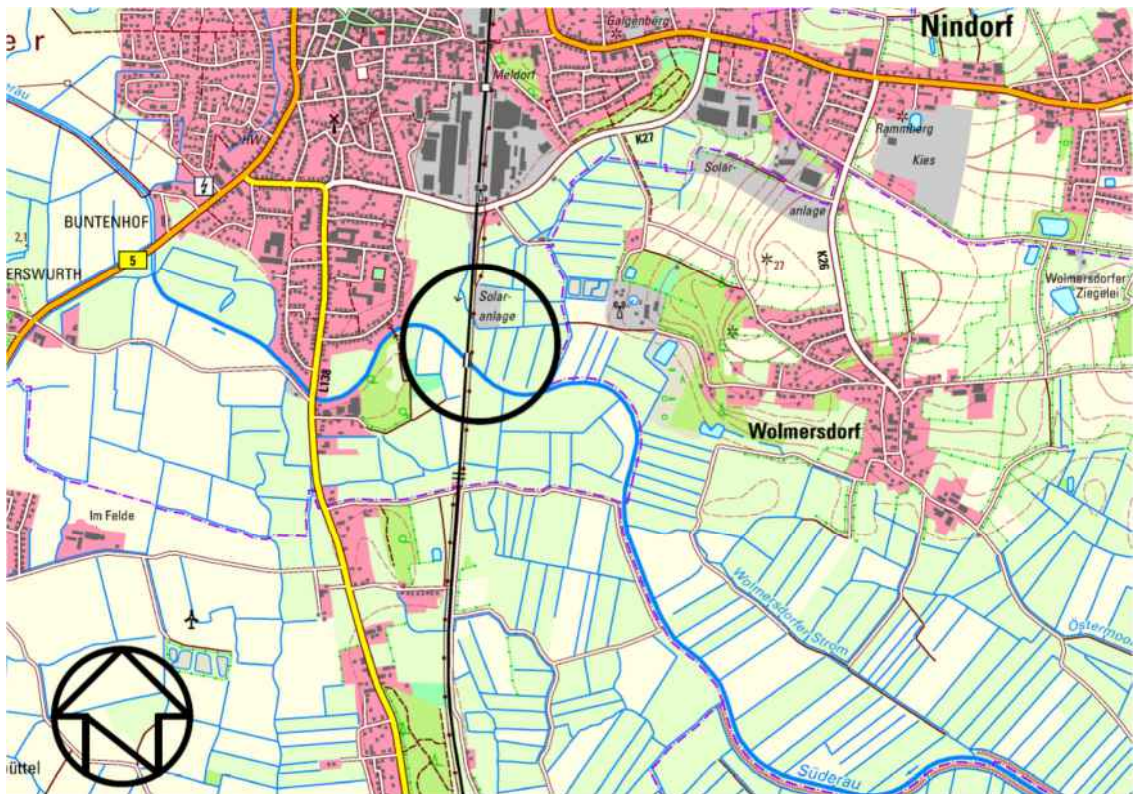 Galgenberg
Nindorf
e r
Meldorf
K27
Rammberg
Kies
HW
Solar-
anlage
BUNTENHOF
2,1
5
ERSWURTH
27
K26
Wolmersdorfer
Ziegelei
Solar-
anlage
L138
Wolmersdorf
Im Felde
Wolmersdorfer Strom
Östermoor
Süderau
N
üttel